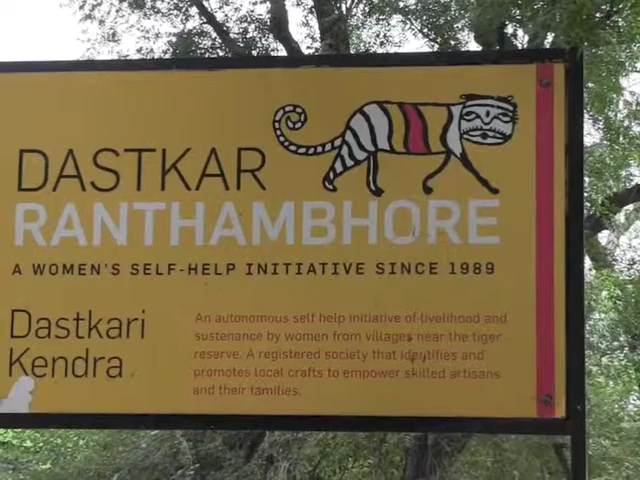 DASTKAR
RANTHAMBHORE
A WOMEN'S SELF-HELP INITIATIVE SINCE 1989
Dastkari
Kendra
An autonomous self help initiative of livelihood and
sustenance by women from villages near the tiger
reserve. A registered society that identifies and
promotes local crafts to empower skilled artisans
and their families.